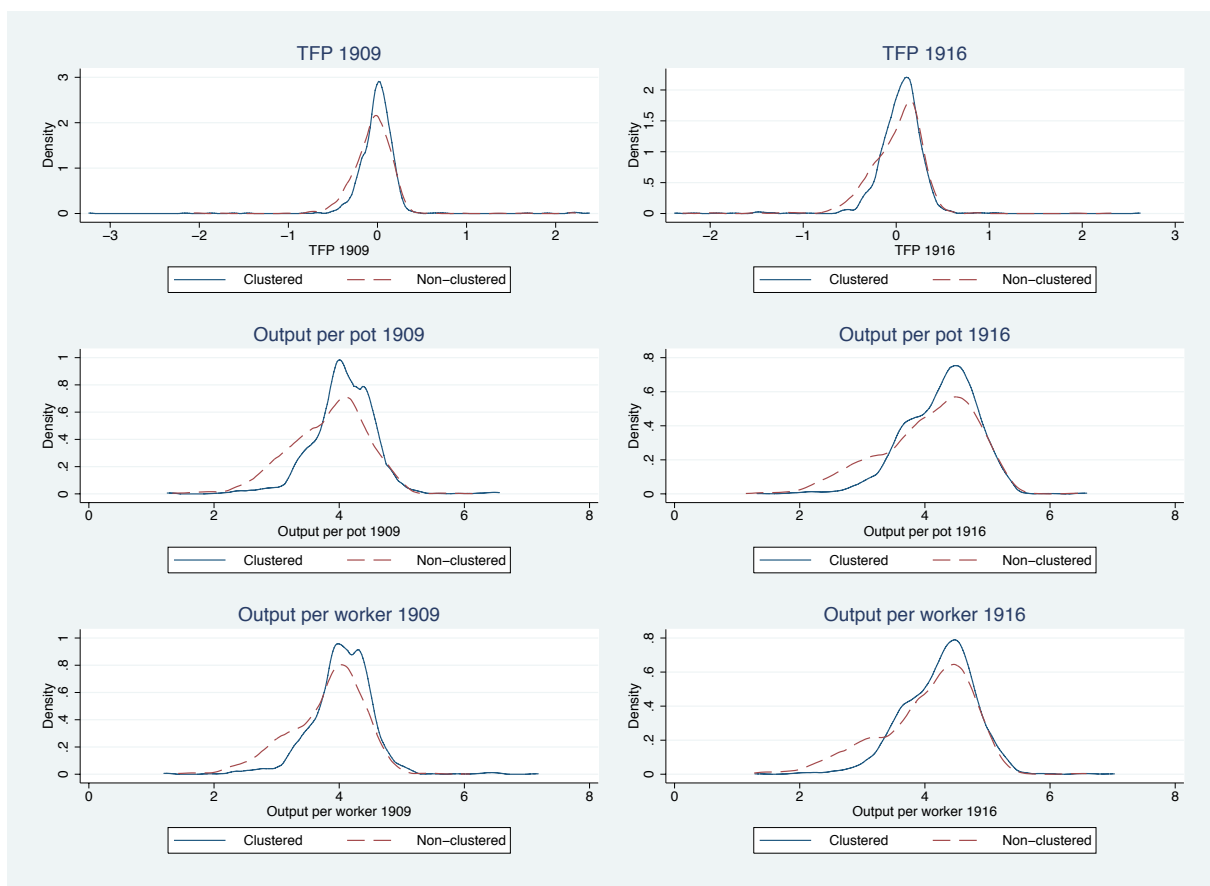 TFP 1909
Density
0 1 2 3
−3 −2 −1 0 1 2
TFP 1909
Clustered Non−clustered
TFP 1916
Density
0 .5 1 1.5 2
−2 −1 0 1 2 3
TFP 1916
Clustered Non−clustered
Output per pot 1909
Density
0 .2 .4 .6 .8 1
0 2 4 6 8
Output per pot 1909
Clustered Non−clustered
Output per pot 1916
Density
0 .2 .4 .6 .8
0 2 4 6 8
Output per pot 1916
Clustered Non−clustered
Output per worker 1909
Density
0 .2 .4 .6 .8 1
0 2 4 6 8
Output per worker 1909
Clustered Non−clustered
Output per worker 1916
Density
0 .2 .4 .6 .8
0 2 4 6 8
Output per worker 1916
Clustered Non−clustered